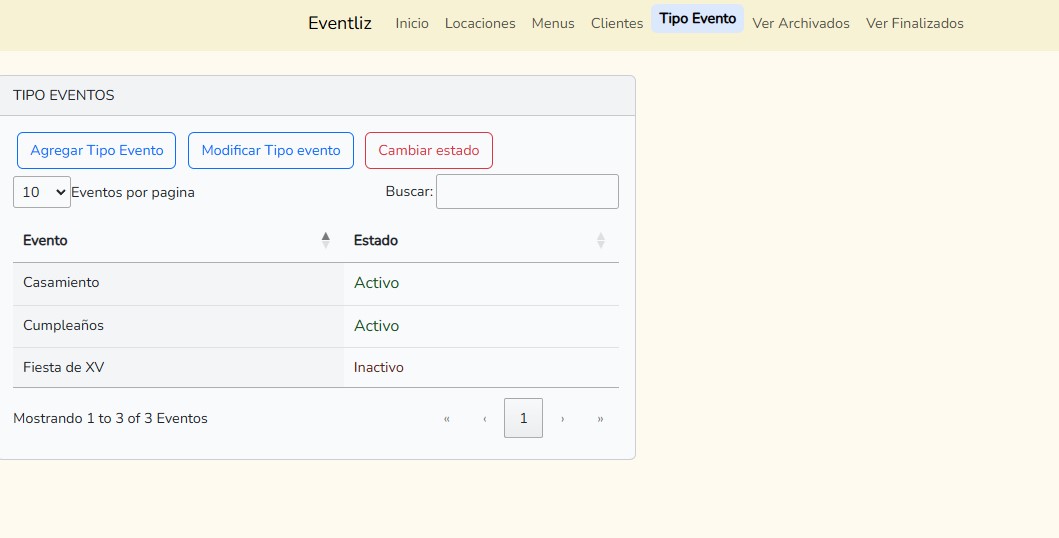 Eventliz Inicio Locaciones Menus Clientes Tipo Evento Ver Archivados Ver Finalizados
TIPO EVENTOS
Agregar Tipo Evento Modificar Tipo evento Cambiar estado
10 Eventos por pagina Buscar:
Evento Estado
Casamiento Activo
Cumpleaños Activo
Fiesta de XV Inactivo
Mostrando 1 to 3 of 3 Eventos « ‹ 1 › »